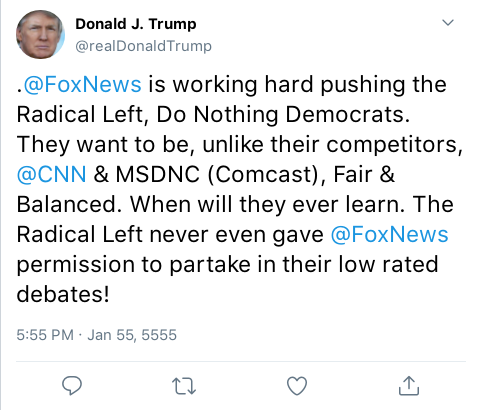 Donald J. Trump
@realDonaldTrump
.@FoxNews is working hard pushing the
Radical Left, Do Nothing Democrats.
They want to be, unlike their competitors,
@CNN & MSDNC (Comcast), Fair &
Balanced. When will they ever learn. The
Radical Left never even gave @FoxNews
permission to partake in their low rated
debates!
5:55 PM · Jan 55, 5555